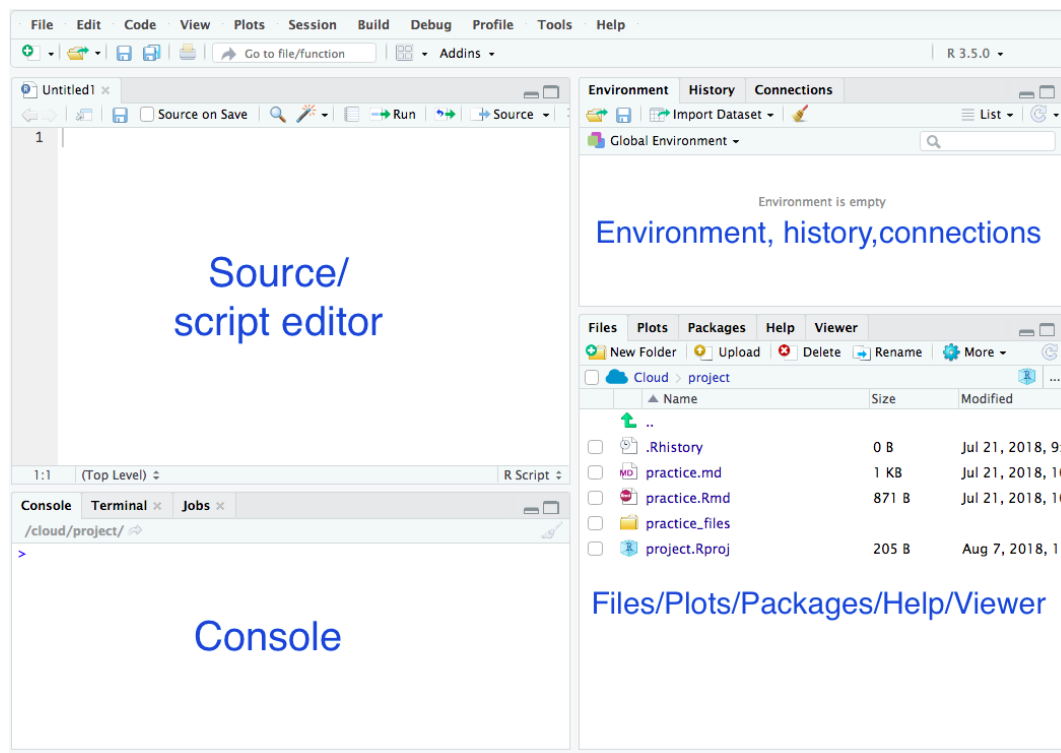 File Edit Code View Plots Session Build Debug Profile Tools Help
Go to file/function Addins R 3.5.0
Untitled1
Source on Save Run Source
1
Source/
script editor
1:1 (Top Level) R Script
Console Terminal Jobs
/cloud/project/
>
Console
Environment History Connections
Import Dataset List
Global Environment
Environment is empty
Environment, history,connections
Files Plots Packages Help Viewer
New Folder Upload Delete Rename More
Cloud project ...
Name Size Modified
..
.Rhistory 0 B Jul 21, 2018, 9:
practice.md 1 KB Jul 21, 2018, 10
practice.Rmd 871 B Jul 21, 2018, 10
practice_files
project.Rproj 205 B Aug 7, 2018, 1
Files/Plots/Packages/Help/Viewer